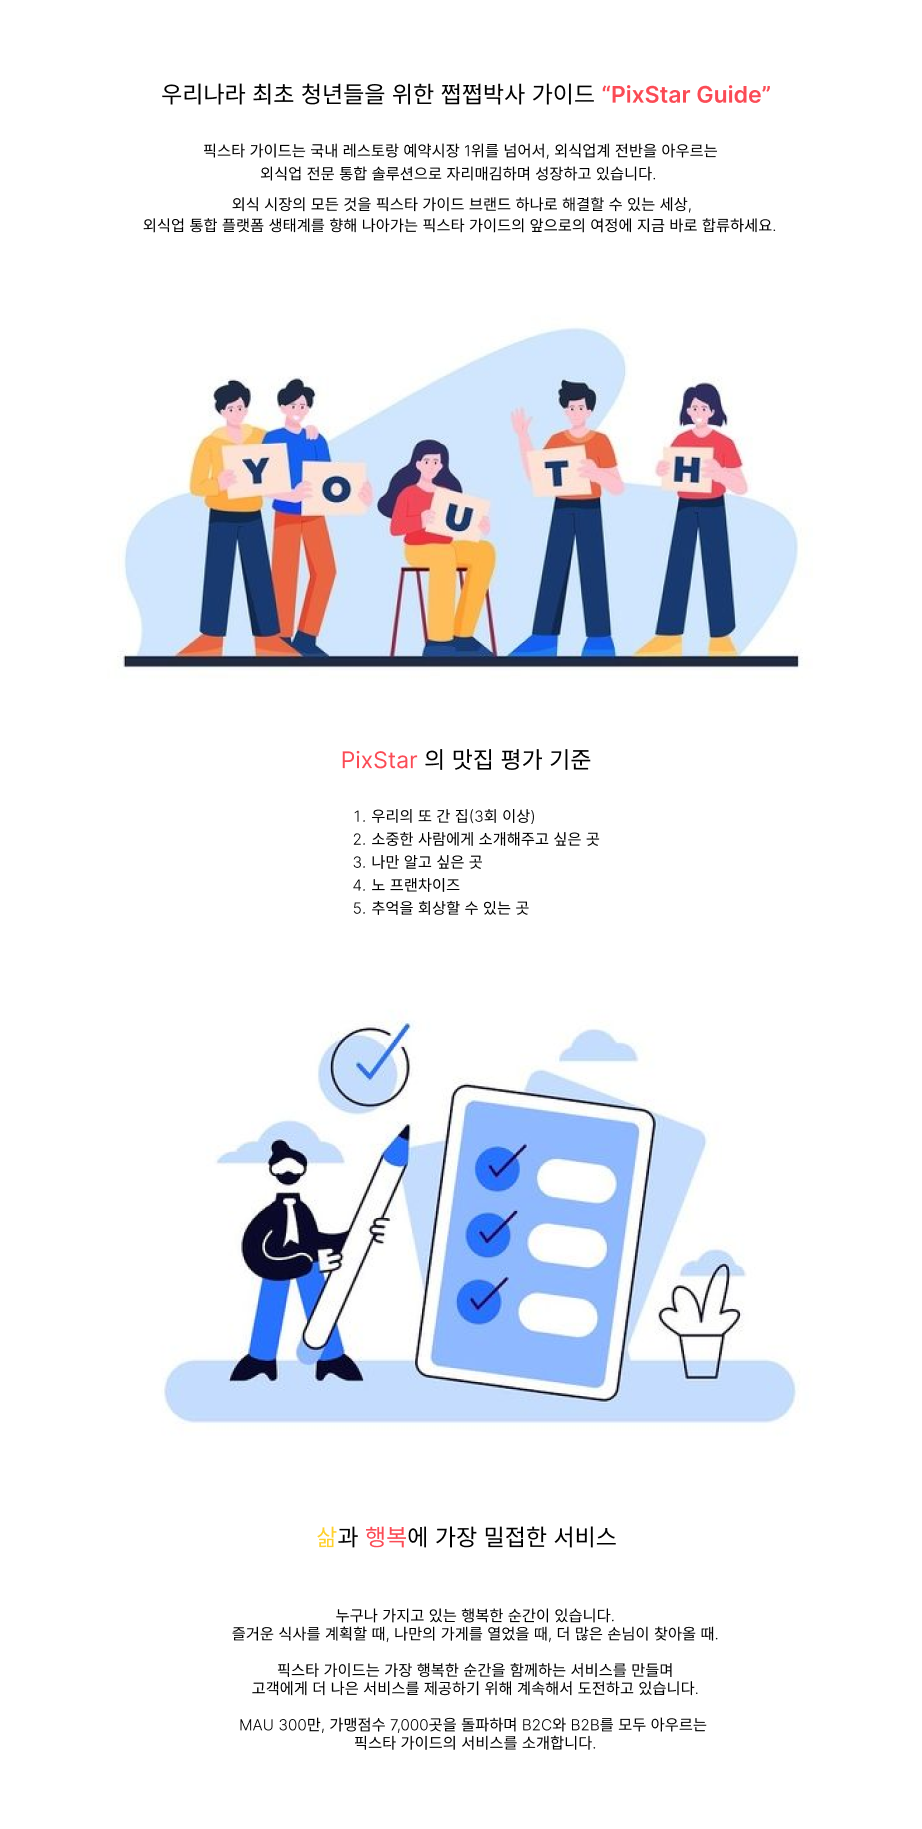 우리나라 최초 청년들을 위한 쩝쩝박사 가이드 “PixStar Guide”
픽스타 가이드는 국내 레스토랑 예약시장 1위를 넘어서, 외식업계 전반을 아우르는
외식업 전문 통합 솔루션으로 자리매김하며 성장하고 있습니다.
외식 시장의 모든 것을 픽스타 가이드 브랜드 하나로 해결할 수 있는 세상,
외식업 통합 플랫폼 생태계를 향해 나아가는 픽스타 가이드의 앞으로의 여정에 지금 바로 합류하세요.
Y O U T H
PixStar 의 맛집 평가 기준
1. 우리의 또 간 집(3회 이상)
2. 소중한 사람에게 소개해주고 싶은 곳
3. 나만 알고 싶은 곳
4. 노 프랜차이즈
5. 추억을 회상할 수 있는 곳
삶과 행복에 가장 밀접한 서비스
누구나 가지고 있는 행복한 순간이 있습니다.
즐거운 식사를 계획할 때, 나만의 가게를 열었을 때, 더 많은 손님이 찾아올 때.
픽스타 가이드는 가장 행복한 순간을 함께하는 서비스를 만들며
고객에게 더 나은 서비스를 제공하기 위해 계속해서 도전하고 있습니다.
MAU 300만, 가맹점수 7,000곳을 돌파하며 B2C와 B2B를 모두 아우르는
픽스타 가이드의 서비스를 소개합니다.